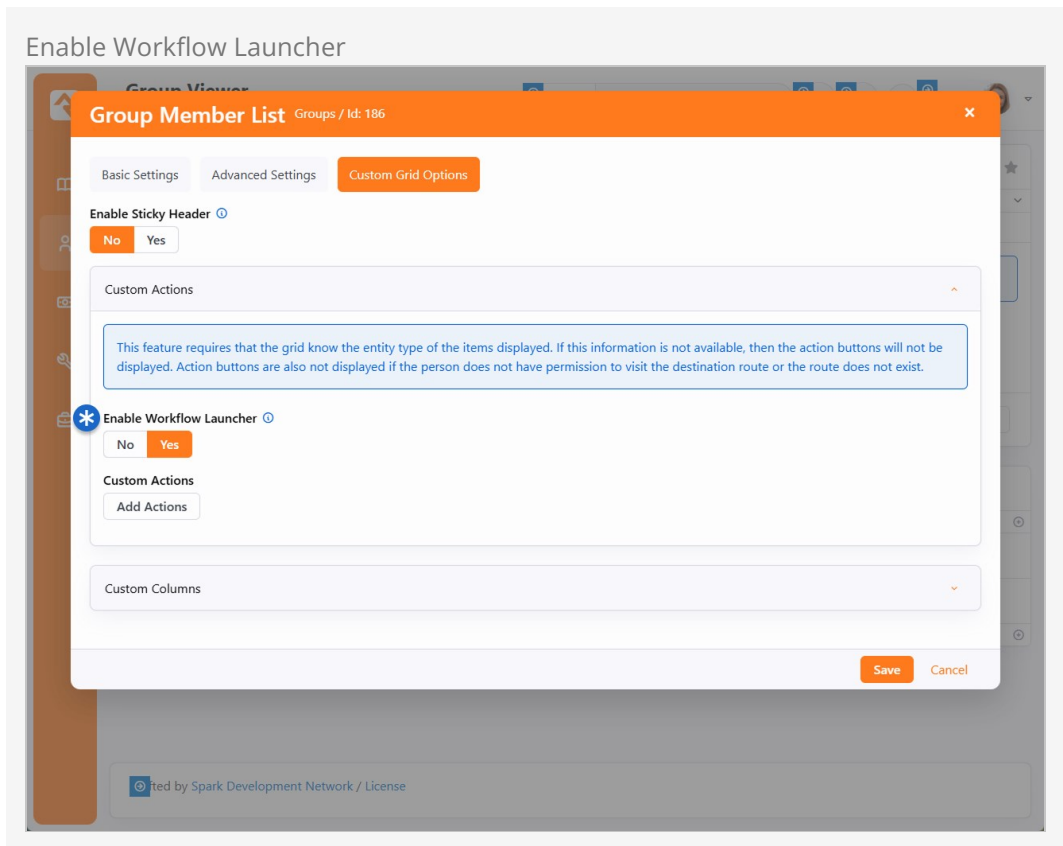 Enable Workflow Launcher
Group Viewer
Group Member List Groups / Id: 186
Basic Settings Advanced Settings Custom Grid Options
Enable Sticky Header
No Yes
Custom Actions
This feature requires that the grid know the entity type of the items displayed. If this information is not available, then the action buttons will not be
displayed. Action buttons are also not displayed if the person does not have permission to visit the destination route or the route does not exist.
Enable Workflow Launcher
No Yes
Custom Actions
Add Actions
Custom Columns
Save Cancel
fted by Spark Development Network / License